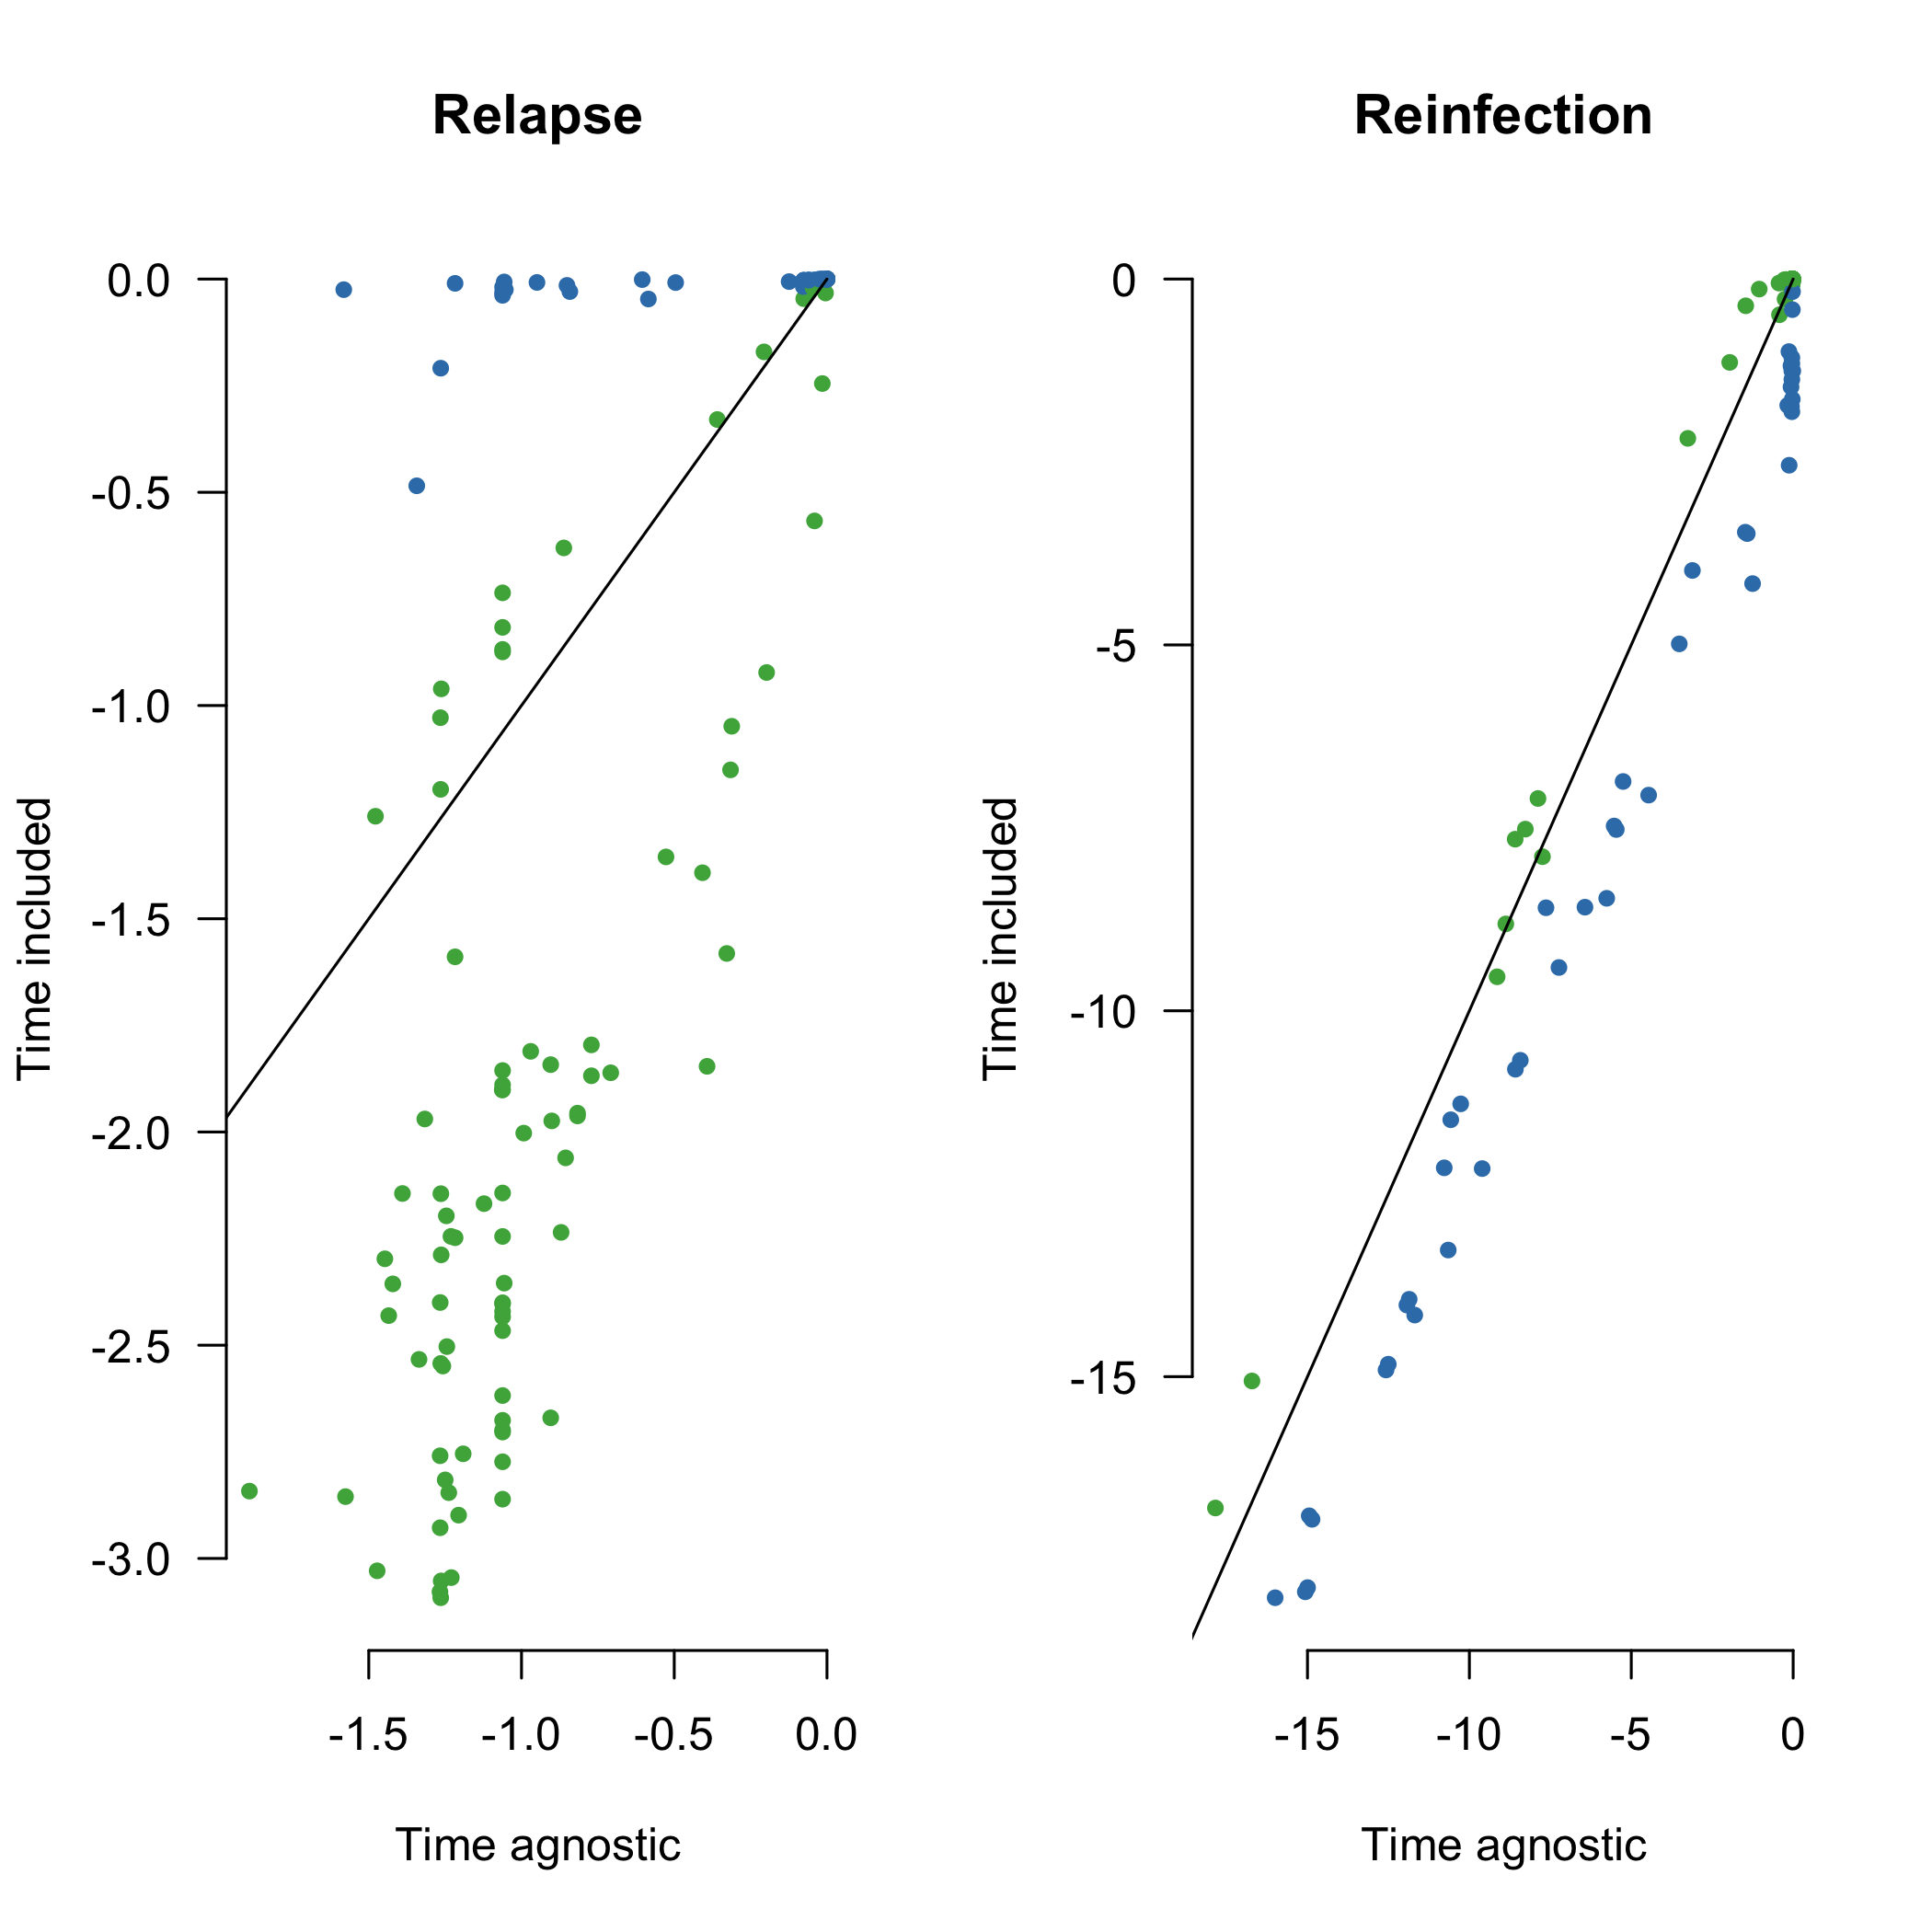 Relapse
0.0
-0.5
-1.0
-1.5
-2.0
-2.5
-3.0
Time included
-1.5 -1.0 -0.5 0.0
Time agnostic
Reinfection
0
-5
-10
-15
Time included
-15 -10 -5 0
Time agnostic